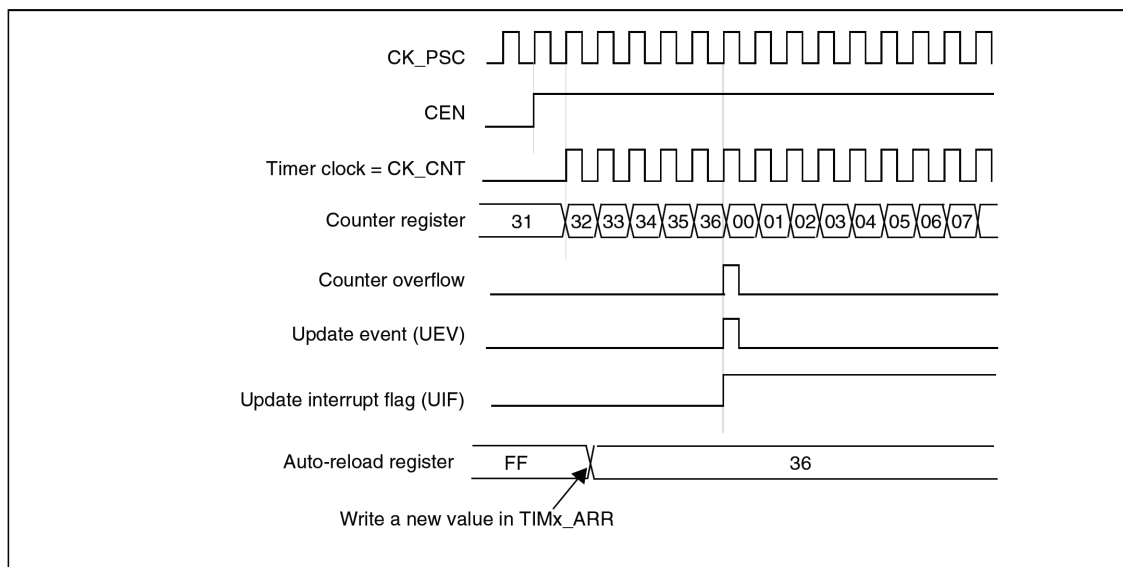 CK_PSC
CEN
Timer clock = CK_CNT
Counter register 31 32 33 34 35 36 00 01 02 03 04 05 06 07
Counter overflow
Update event (UEV)
Update interrupt flag (UIF)
Auto-reload register FF 36
Write a new value in TIMx_ARR